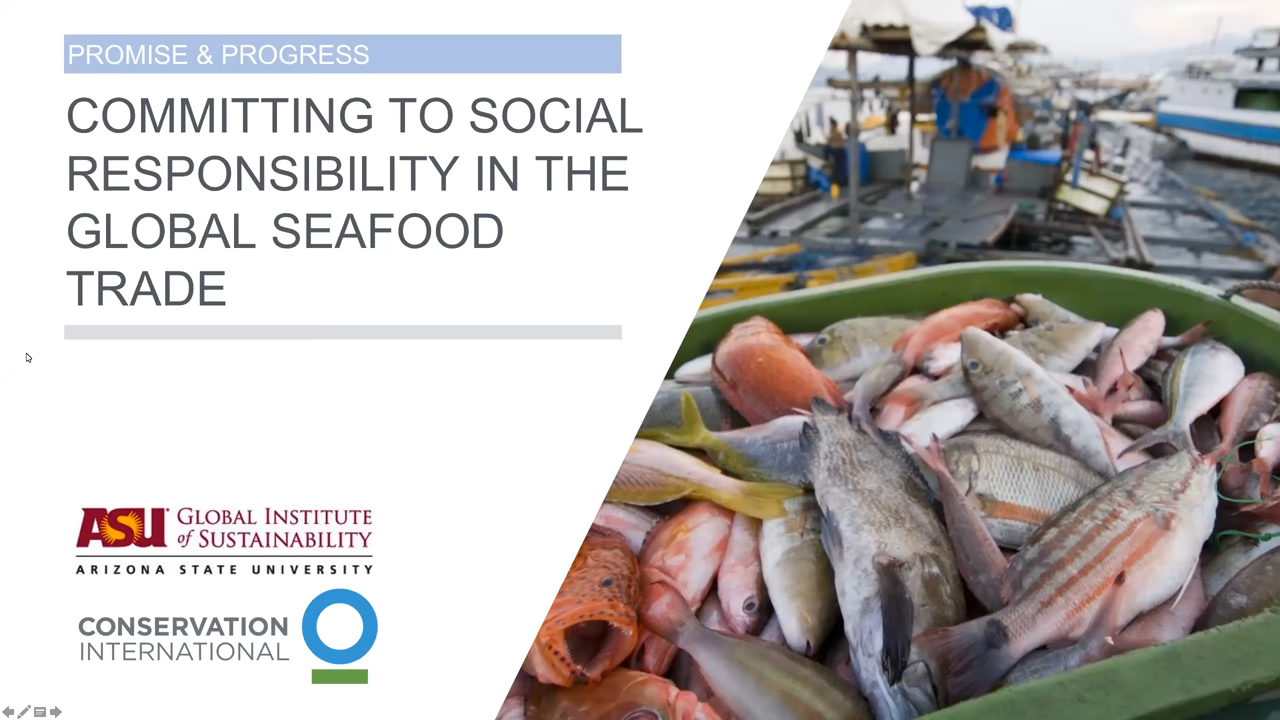 PROMISE & PROGRESS
COMMITTING TO SOCIAL
RESPONSIBILITY IN THE
GLOBAL SEAFOOD
TRADE
ASU GLOBAL INSTITUTE
of SUSTAINABILITY
ARIZONA STATE UNIVERSITY
CONSERVATION
INTERNATIONAL